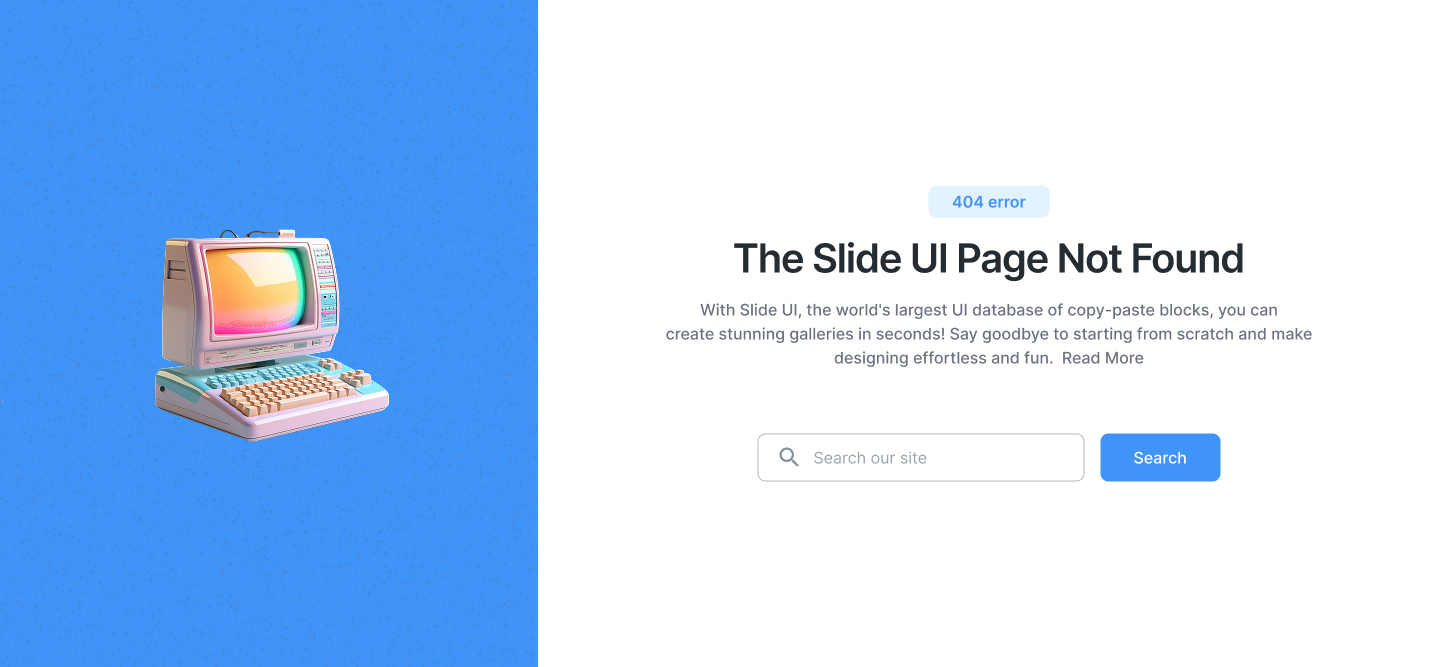 404 error
The Slide UI Page Not Found
With Slide UI, the world's largest UI database of copy-paste blocks, you can
create stunning galleries in seconds! Say goodbye to starting from scratch and make
designing effortless and fun.  Read More
Search our site
Search